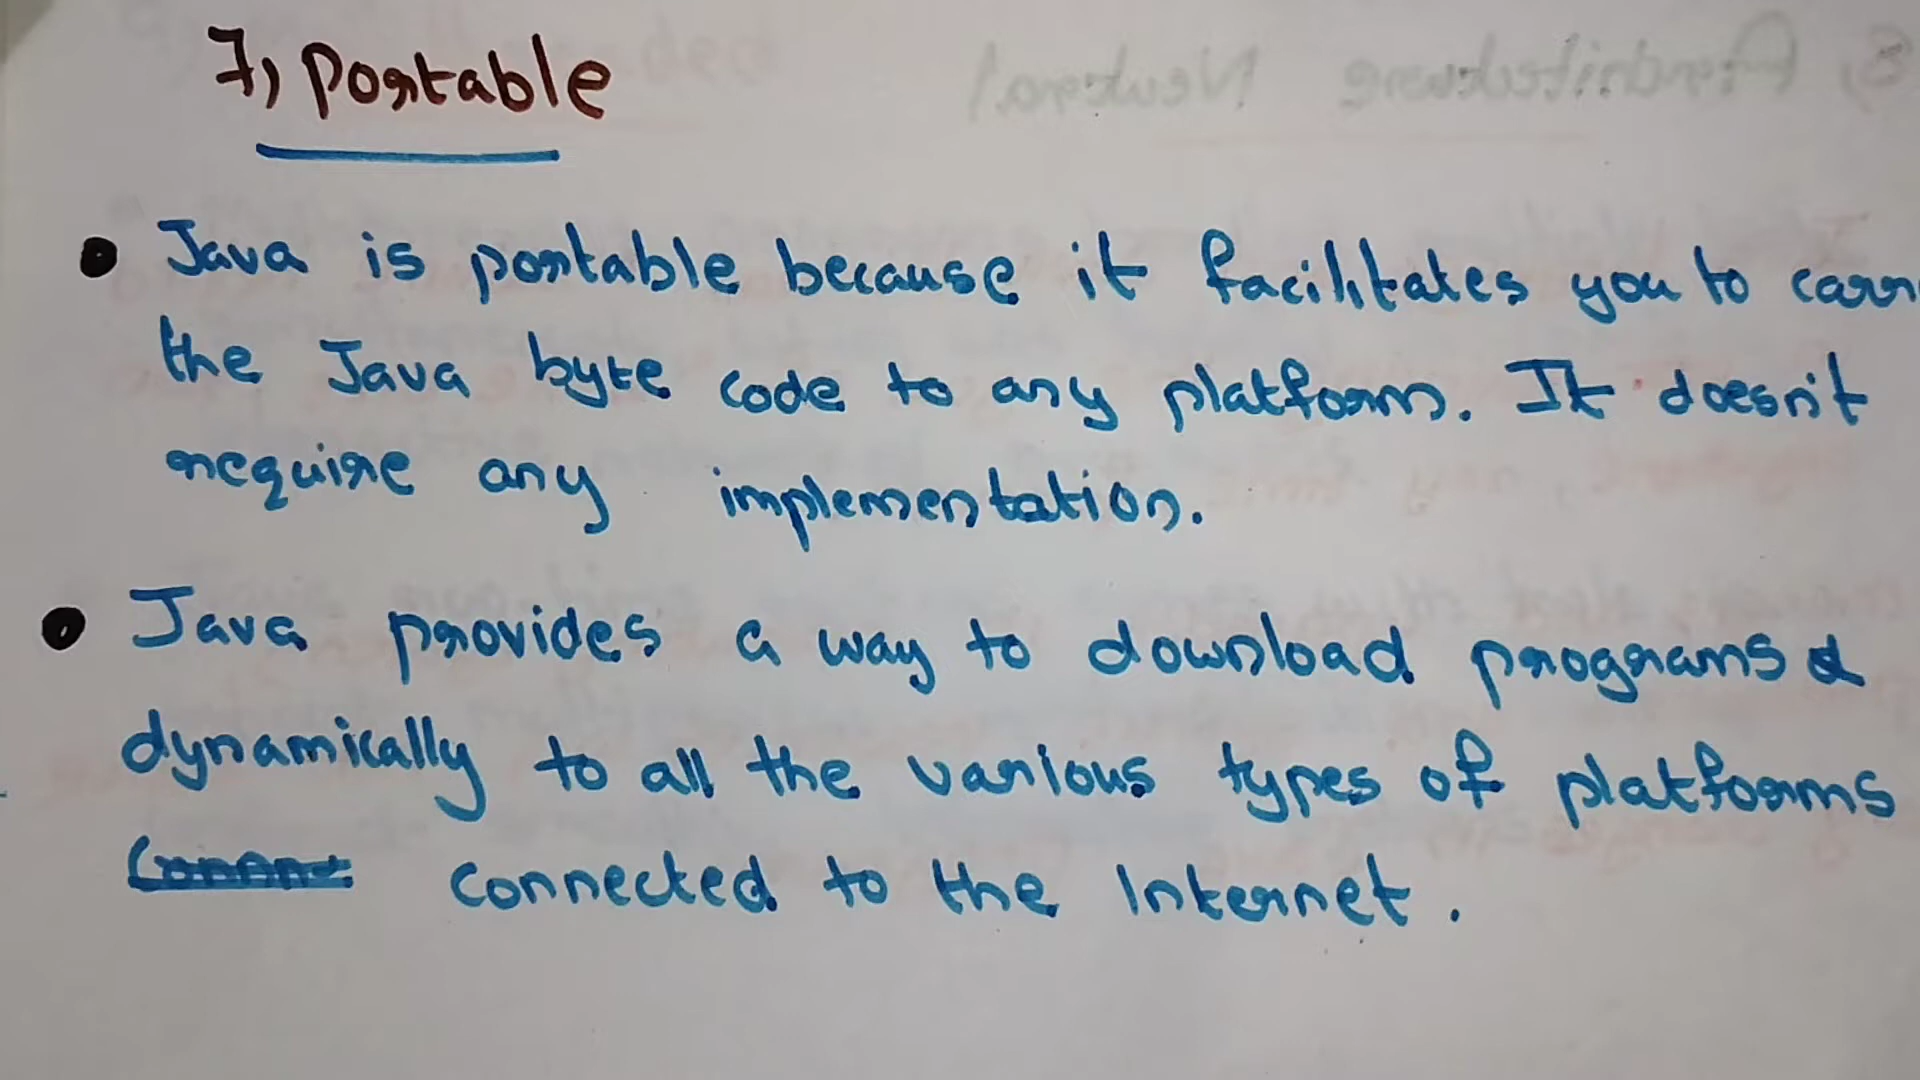 7, Portable
Java is portable because it facilitates you to carr
the Java byte code to any platform. It doesn't
require any implementation.
Java provides a way to download programs &
dynamically to all the various types of platforms
connected to the Internet.